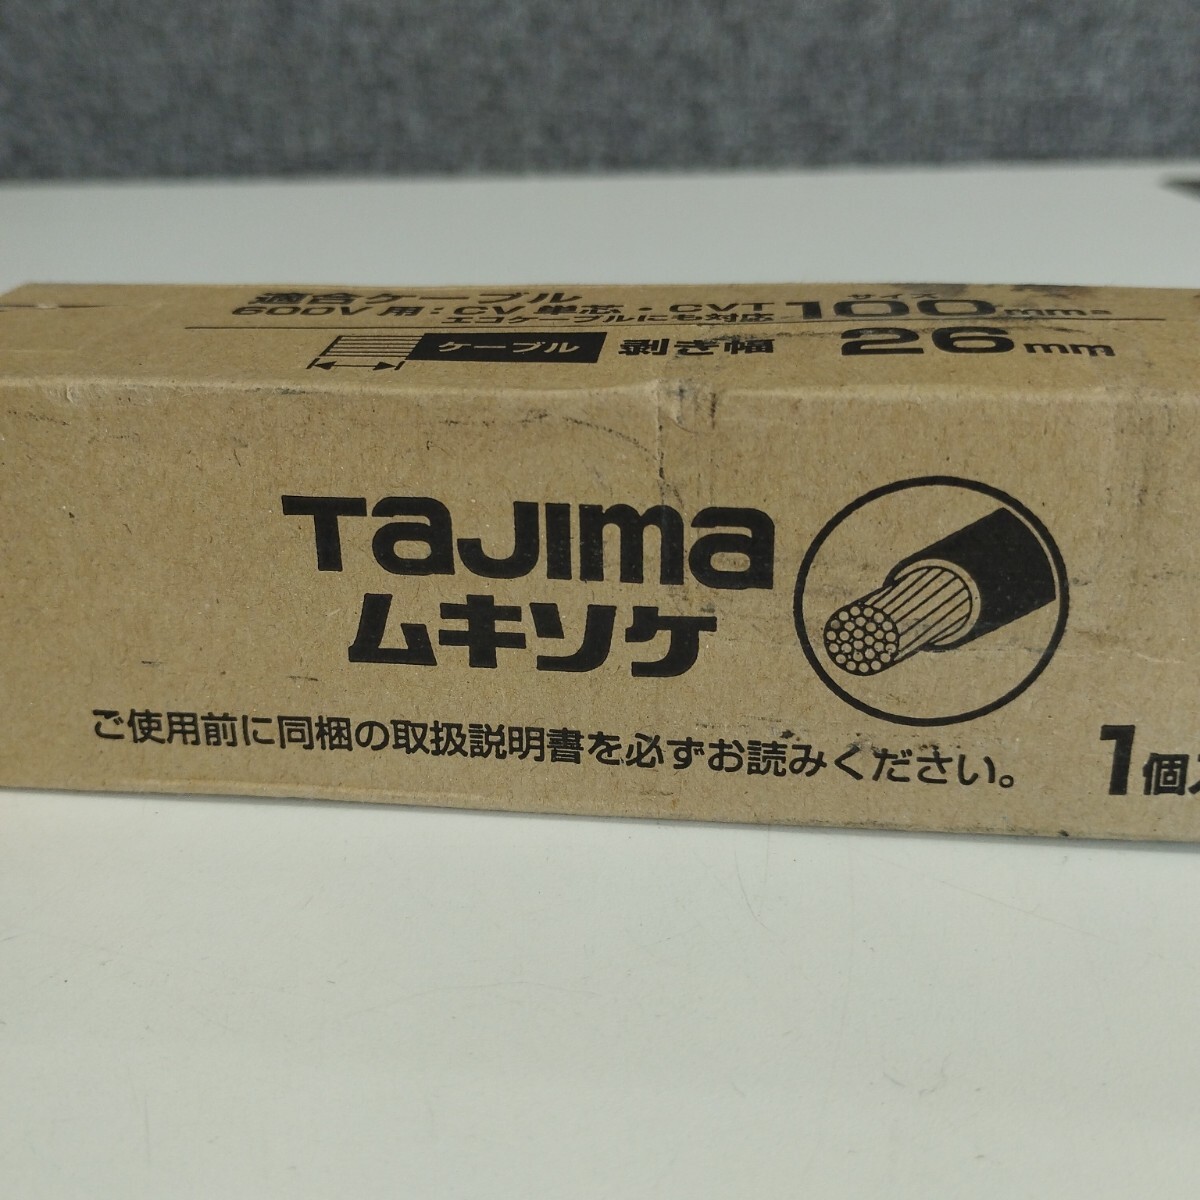 適合ケーブル
600V用:CV単芯・CVT サイズ 100mm²
エコケーブルにも対応
ケーブル 剥き幅 26mm
TaJima
ムキソケ
ご使用前に同梱の取扱説明書を必ずお読みください。
1個